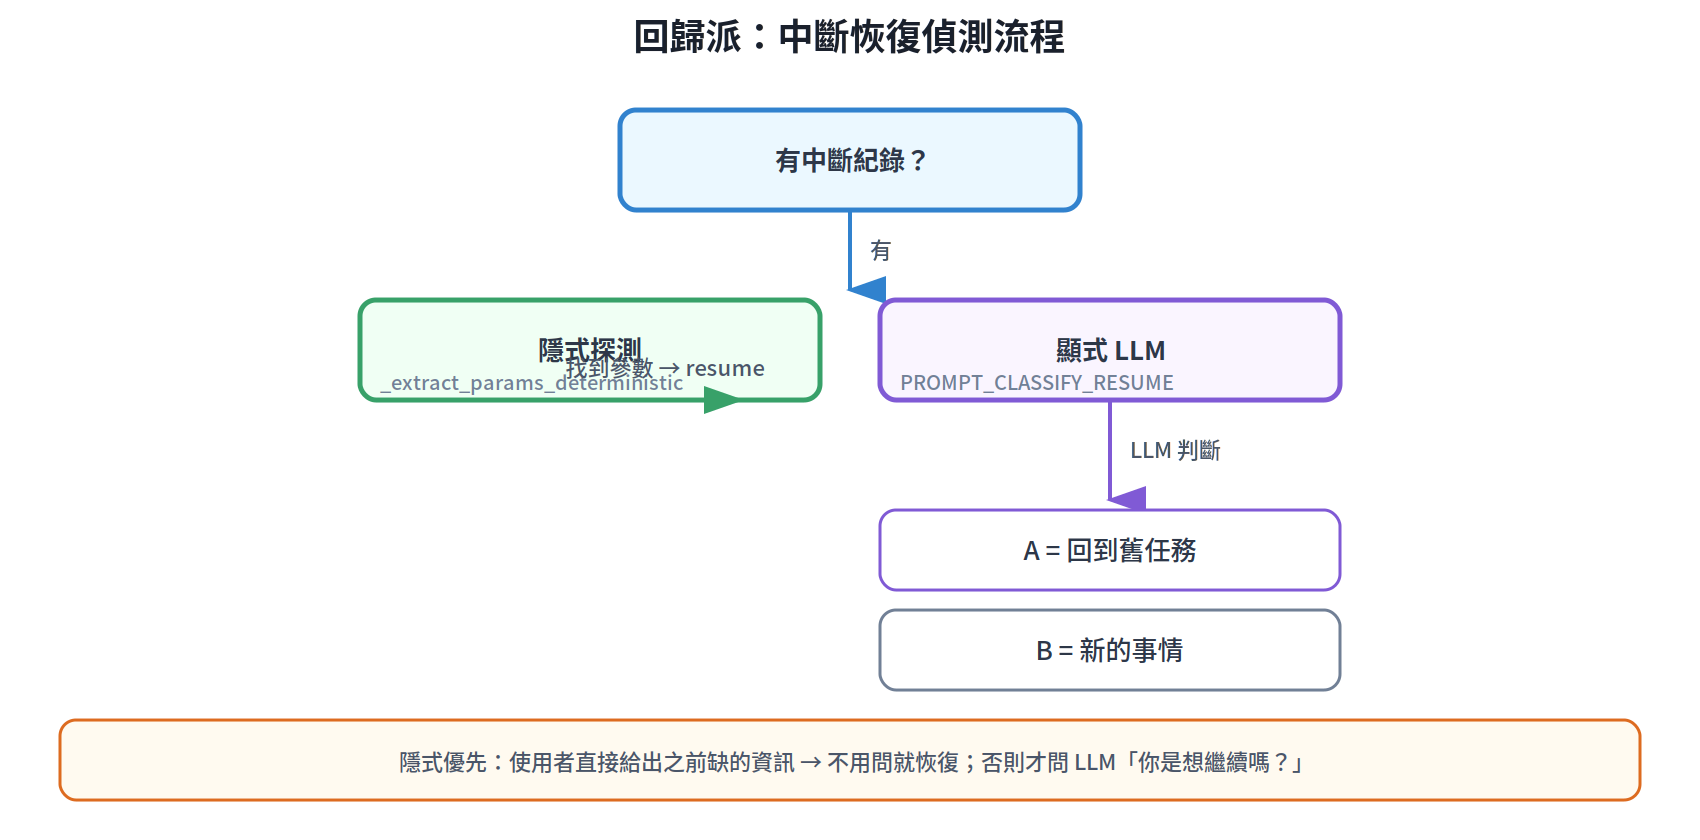 回歸派：中斷恢復偵測流程
有中斷紀錄？
有
隱式探測
找到參數 → resume
_extract_params_deterministic
顯式 LLM
PROMPT_CLASSIFY_RESUME
LLM 判斷
A = 回到舊任務
B = 新的事情
隱式優先：使用者直接給出之前缺的資訊 → 不用問就恢復；否則才問 LLM「你是想繼續嗎？」